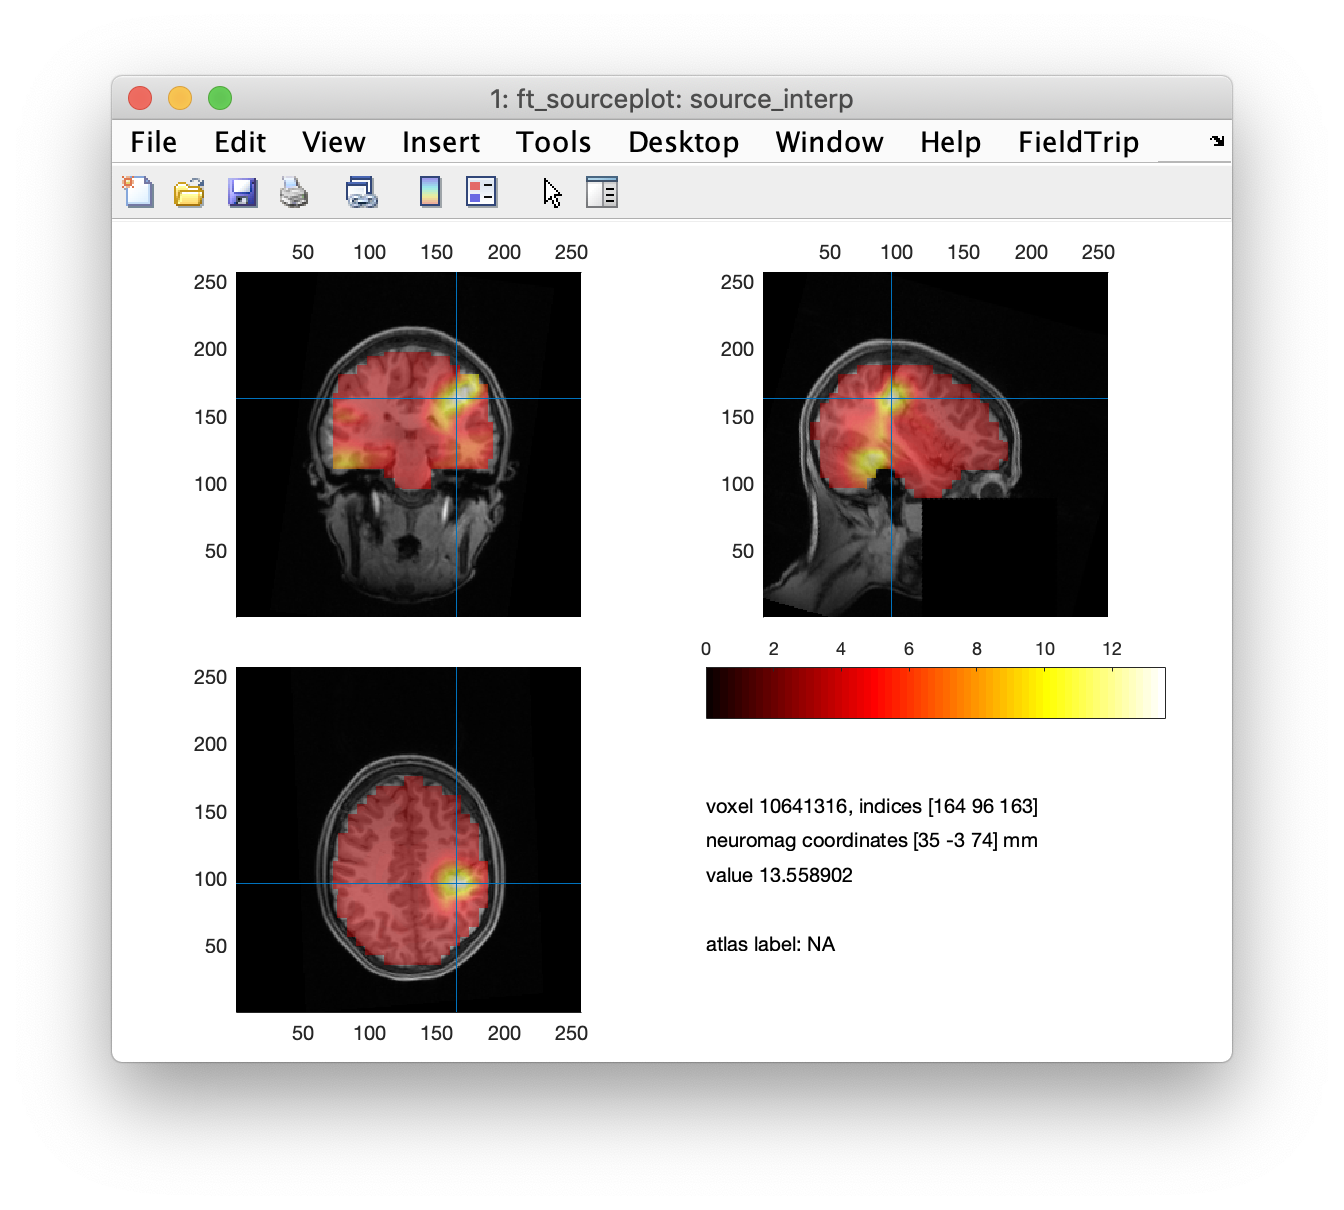 1: ft_sourceplot: source_interp
File Edit View Insert Tools Desktop Window Help FieldTrip
50 100 150 200 250
250
200
150
100
50
50 100 150 200 250
250
200
150
100
50
0 2 4 6 8 10 12
250
200
150
100
50
50 100 150 200 250
voxel 10641316, indices [164 96 163]
neuromag coordinates [35 -3 74] mm
value 13.558902
atlas label: NA